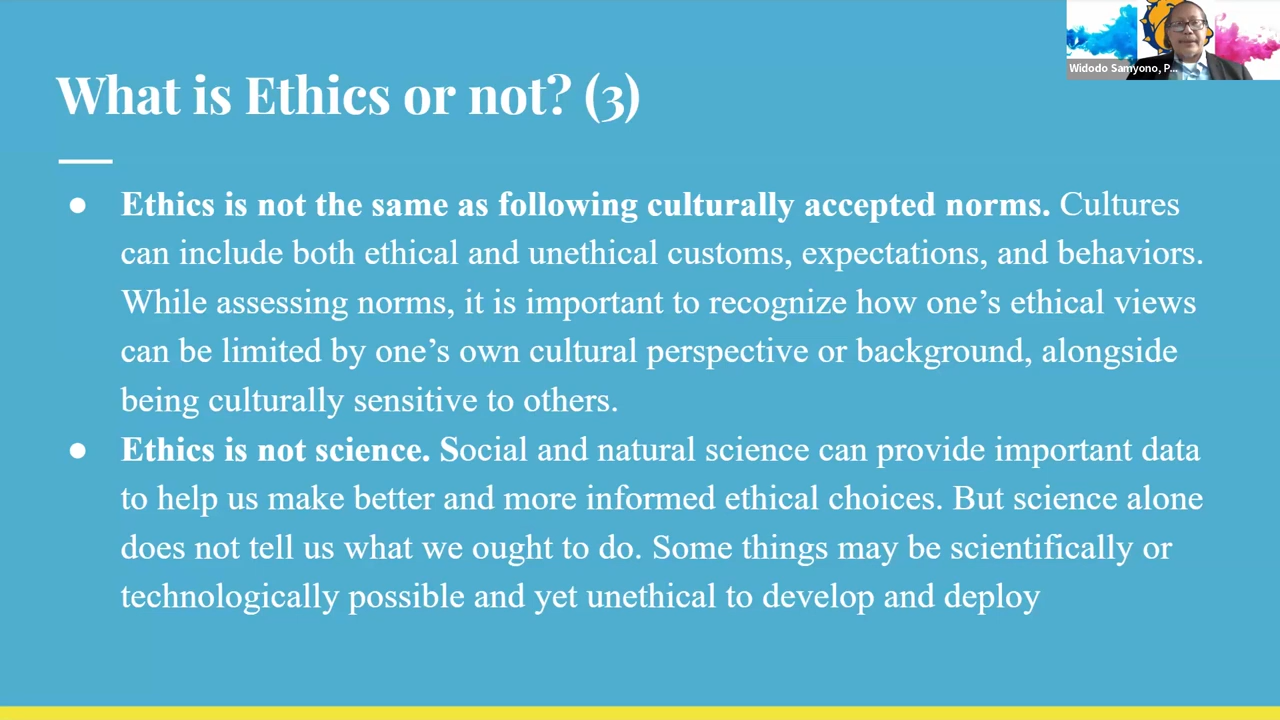 What is Ethics or not? (3)
Widodo Samyono, P...
● Ethics is not the same as following culturally accepted norms. Cultures
can include both ethical and unethical customs, expectations, and behaviors.
While assessing norms, it is important to recognize how one’s ethical views
can be limited by one’s own cultural perspective or background, alongside
being culturally sensitive to others.
● Ethics is not science. Social and natural science can provide important data
to help us make better and more informed ethical choices. But science alone
does not tell us what we ought to do. Some things may be scientifically or
technologically possible and yet unethical to develop and deploy